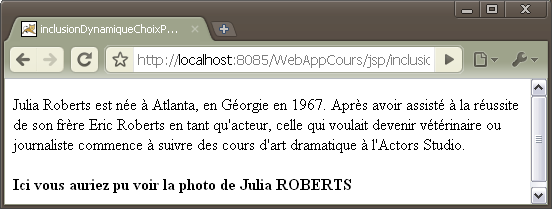 inclusionDynamiqueChoixP...
http://localhost:8085/WebAppCours/jsp/inclusio
Julia Roberts est née à Atlanta, en Géorgie en 1967. Après avoir assisté à la réussite
de son frère Eric Roberts en tant qu'acteur, celle qui voulait devenir vétérinaire ou
journaliste commence à suivre des cours d'art dramatique à l'Actors Studio.
Ici vous auriez pu voir la photo de Julia ROBERTS